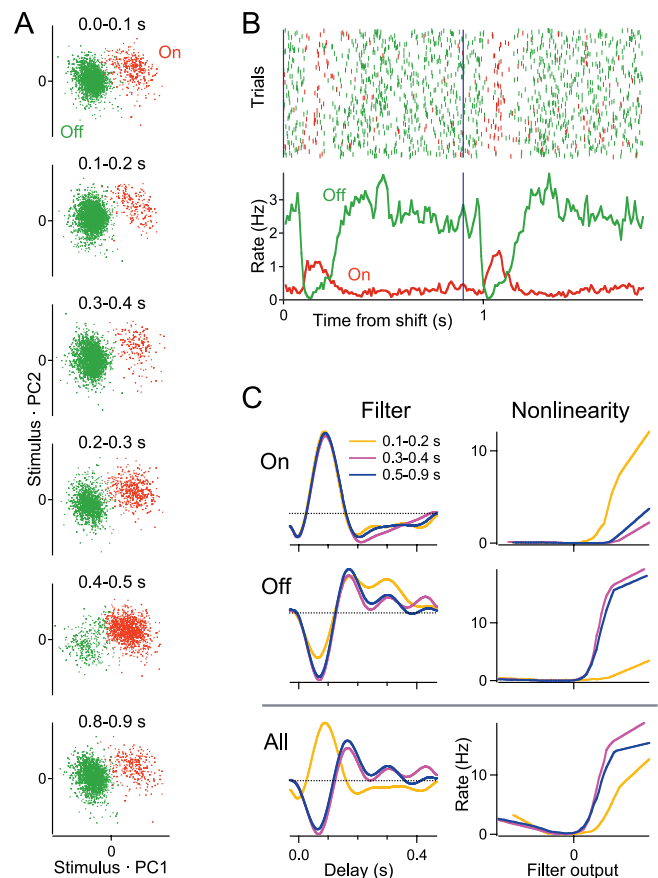 A
0.0-0.1 s
On
0
Off
0.1-0.2 s
0
0.3-0.4 s
0
0.2-0.3 s
0
0.4-0.5 s
0
0.8-0.9 s
0
0
Stimulus · PC2
Stimulus · PC1
B
Trials
Off
On
Rate (Hz)
3
2
1
0
0
1
Time from shift (s)
C
Filter
Nonlinearity
On
0.1-0.2 s
0.3-0.4 s
0.5-0.9 s
10
0
Off
10
0
All
Rate (Hz)
10
0
0.0
0.4
Delay (s)
0
Filter output